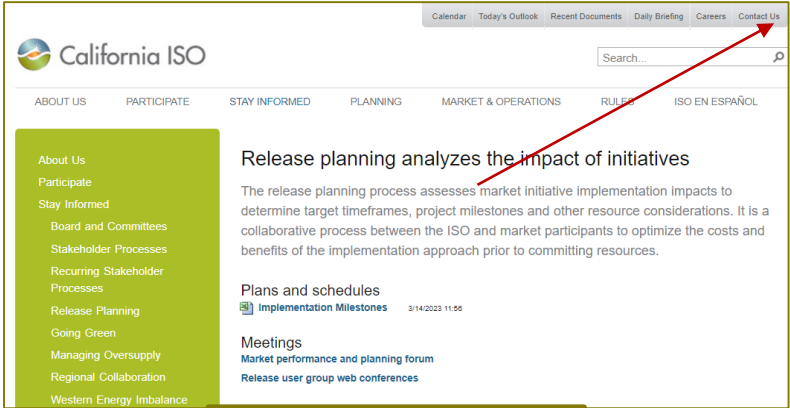 Calendar Today's Outlook Recent Documents Daily Briefing Careers Contact Us
California ISO
Search...
ABOUT US PARTICIPATE STAY INFORMED PLANNING MARKET & OPERATIONS RULES ISO EN ESPAÑOL
About Us
Participate
Stay Informed
Board and Committees
Stakeholder Processes
Recurring Stakeholder
Processes
Release Planning
Going Green
Managing Oversupply
Regional Collaboration
Western Energy Imbalance
Release planning analyzes the impact of initiatives
The release planning process assesses market initiative implementation impacts to
determine target timeframes, project milestones and other resource considerations. It is a
collaborative process between the ISO and market participants to optimize the costs and
benefits of the implementation approach prior to committing resources.
Plans and schedules
Implementation Milestones 3/14/2023 11:56
Meetings
Market performance and planning forum
Release user group web conferences